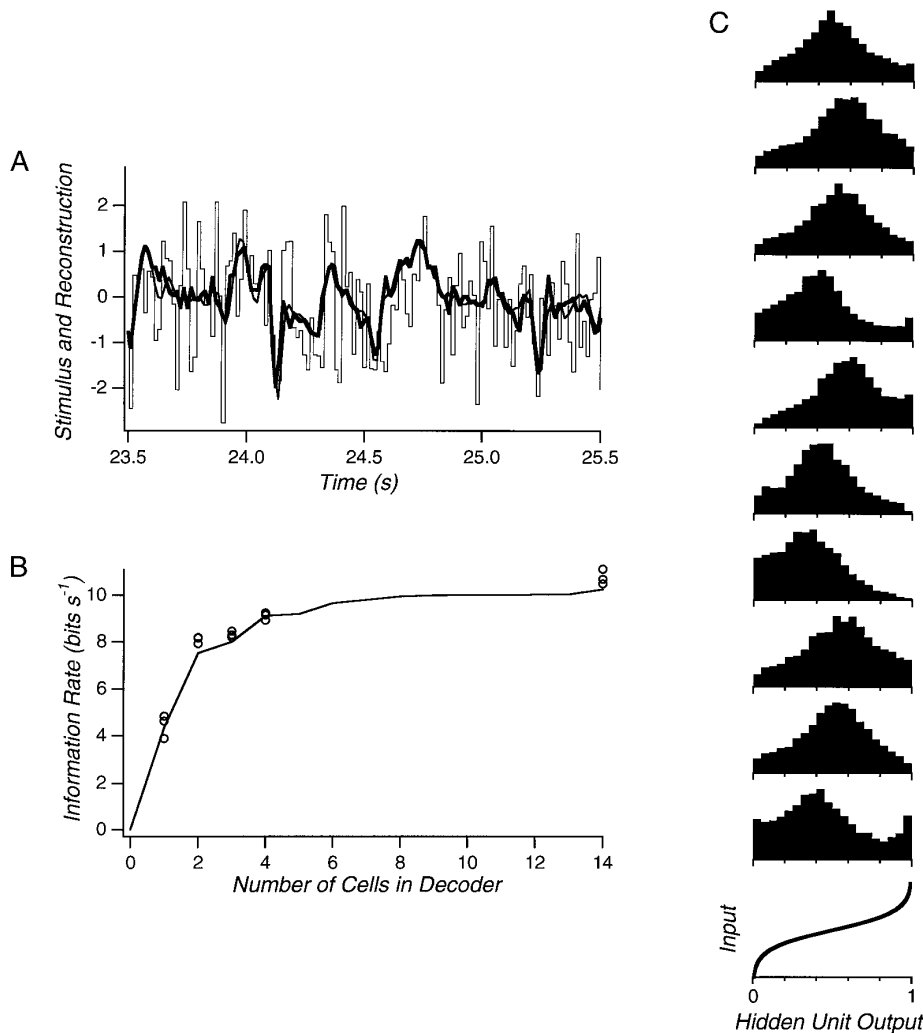 A
Stimulus and Reconstruction
2
1
0
-1
-2
23.5 24.0 24.5 25.0 25.5
Time (s)
B
Information Rate (bits s⁻¹)
10
8
6
4
2
0
0 2 4 6 8 10 12 14
Number of Cells in Decoder
C
Input
0 1
Hidden Unit Output